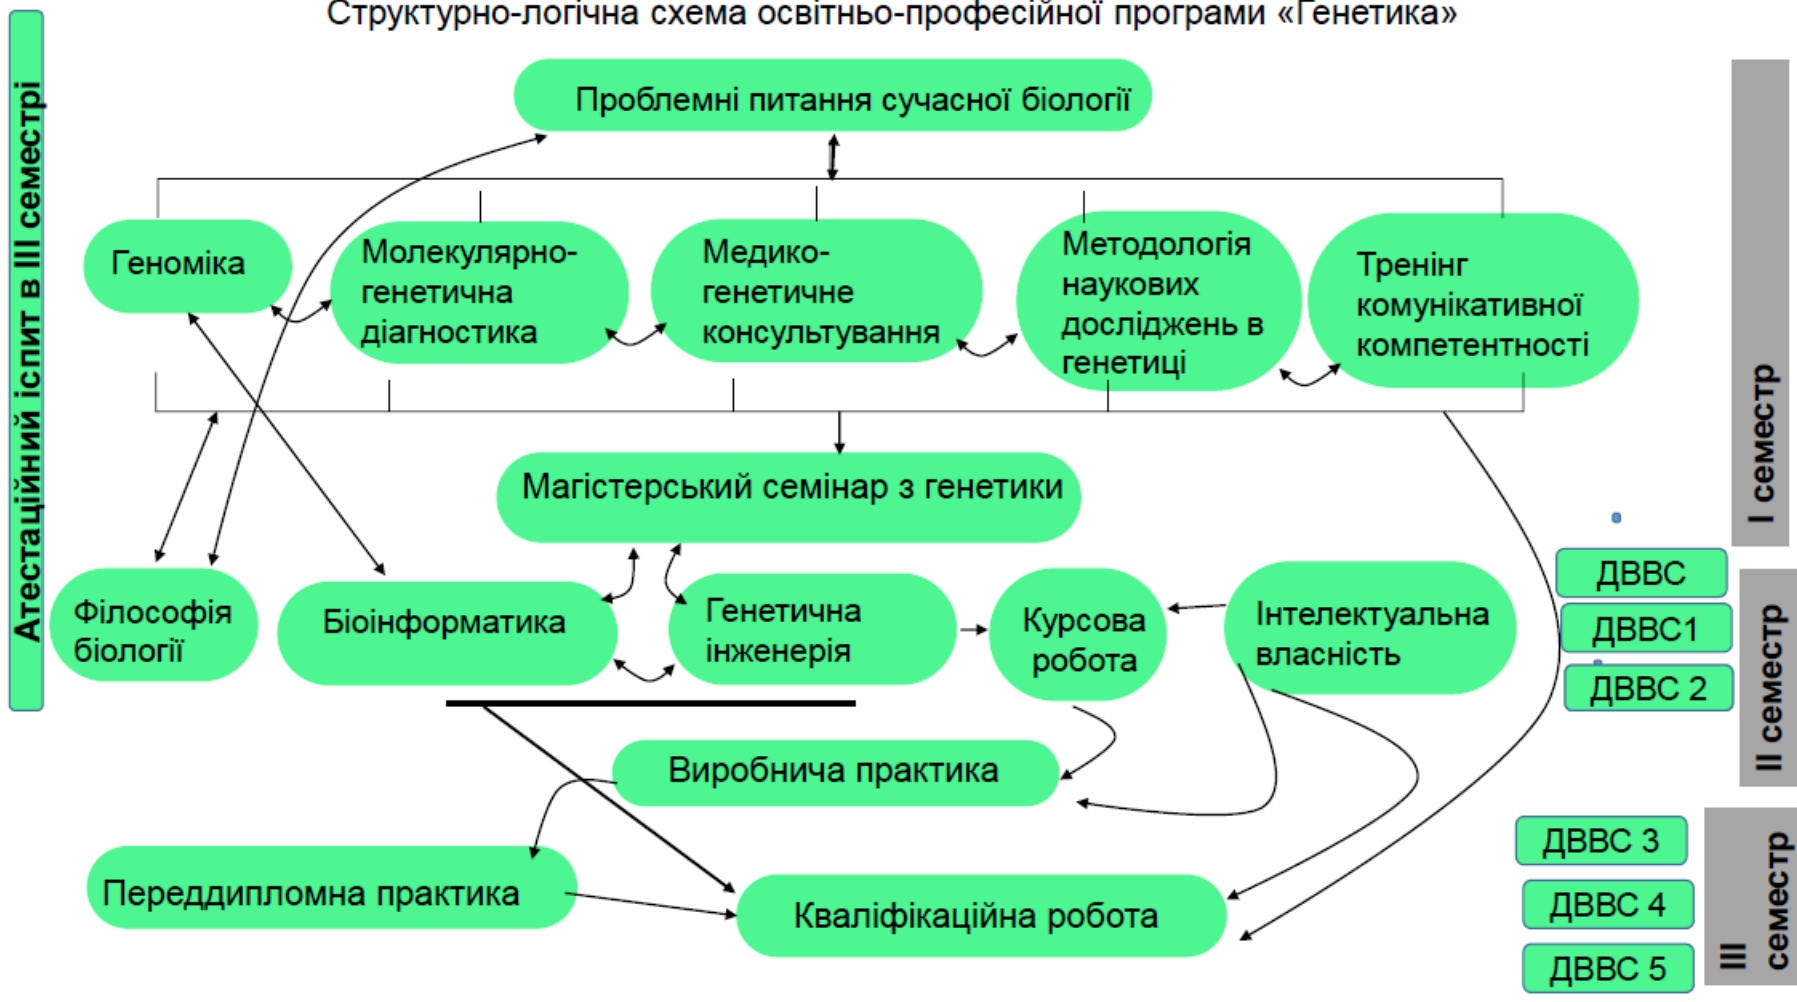 Структурно-логічна схема освітньо-професійної програми «Генетика»
Атестаційний іспит в III семестрі
Проблемні питання сучасної біології
Геноміка
Молекулярно-
генетична
діагностика
Медико-
генетичне
консультування
Методологія
наукових
досліджень в
генетиці
Тренінг
комунікативної
компетентності
І семестр
Магістерський семінар з генетики
Філософія
біології
Біоінформатика
Генетична
інженерія
Курсова
робота
Інтелектуальна
власність
ДВВС
ДВВС1
ДВВС 2
ІІ семестр
Виробнича практика
Переддипломна практика
Кваліфікаційна робота
ДВВС 3
ДВВС 4
ДВВС 5
ІІІ
семестр